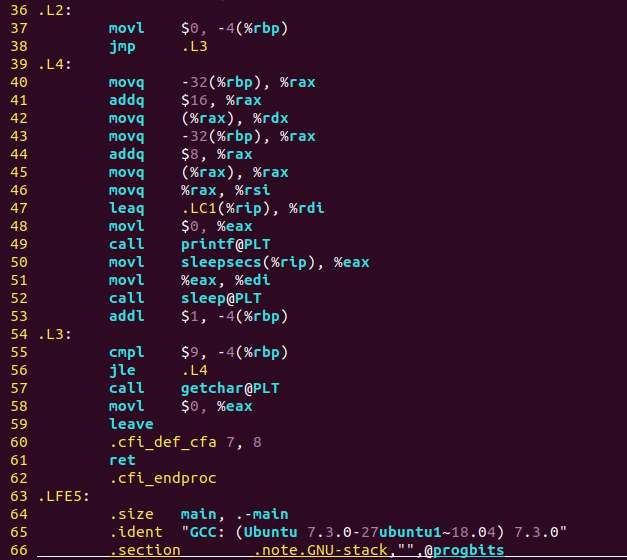 36 .L2:
37         movl    $0, -4(%rbp)
38         jmp     .L3
39 .L4:
40         movq    -32(%rbp), %rax
41         addq    $16, %rax
42         movq    (%rax), %rdx
43         movq    -32(%rbp), %rax
44         addq    $8, %rax
45         movq    (%rax), %rax
46         movq    %rax, %rsi
47         leaq    .LC1(%rip), %rdi
48         movl    $0, %eax
49         call    printf@PLT
50         movl    sleepsecs(%rip), %eax
51         movl    %eax, %edi
52         call    sleep@PLT
53         addl    $1, -4(%rbp)
54 .L3:
55         cmpl    $9, -4(%rbp)
56         jle     .L4
57         call    getchar@PLT
58         movl    $0, %eax
59         leave
60         .cfi_def_cfa 7, 8
61         ret
62         .cfi_endproc
63 .LFE5:
64         .size   main, .-main
65         .ident  "GCC: (Ubuntu 7.3.0-27ubuntu1~18.04) 7.3.0"
66         .section        .note.GNU-stack,"",@progbits